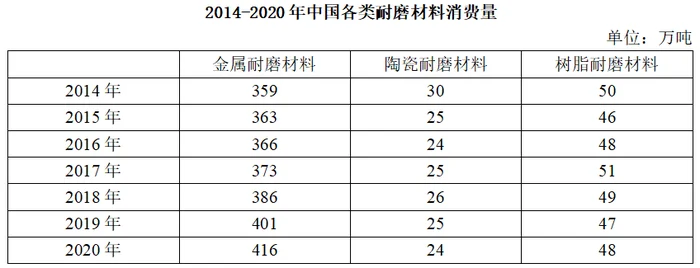 2014-2020年中国各类耐磨材料消费量
单位：万吨
金属耐磨材料 陶瓷耐磨材料 树脂耐磨材料
2014年 359 30 50
2015年 363 25 46
2016年 366 24 48
2017年 373 25 51
2018年 386 26 49
2019年 401 25 47
2020年 416 24 48